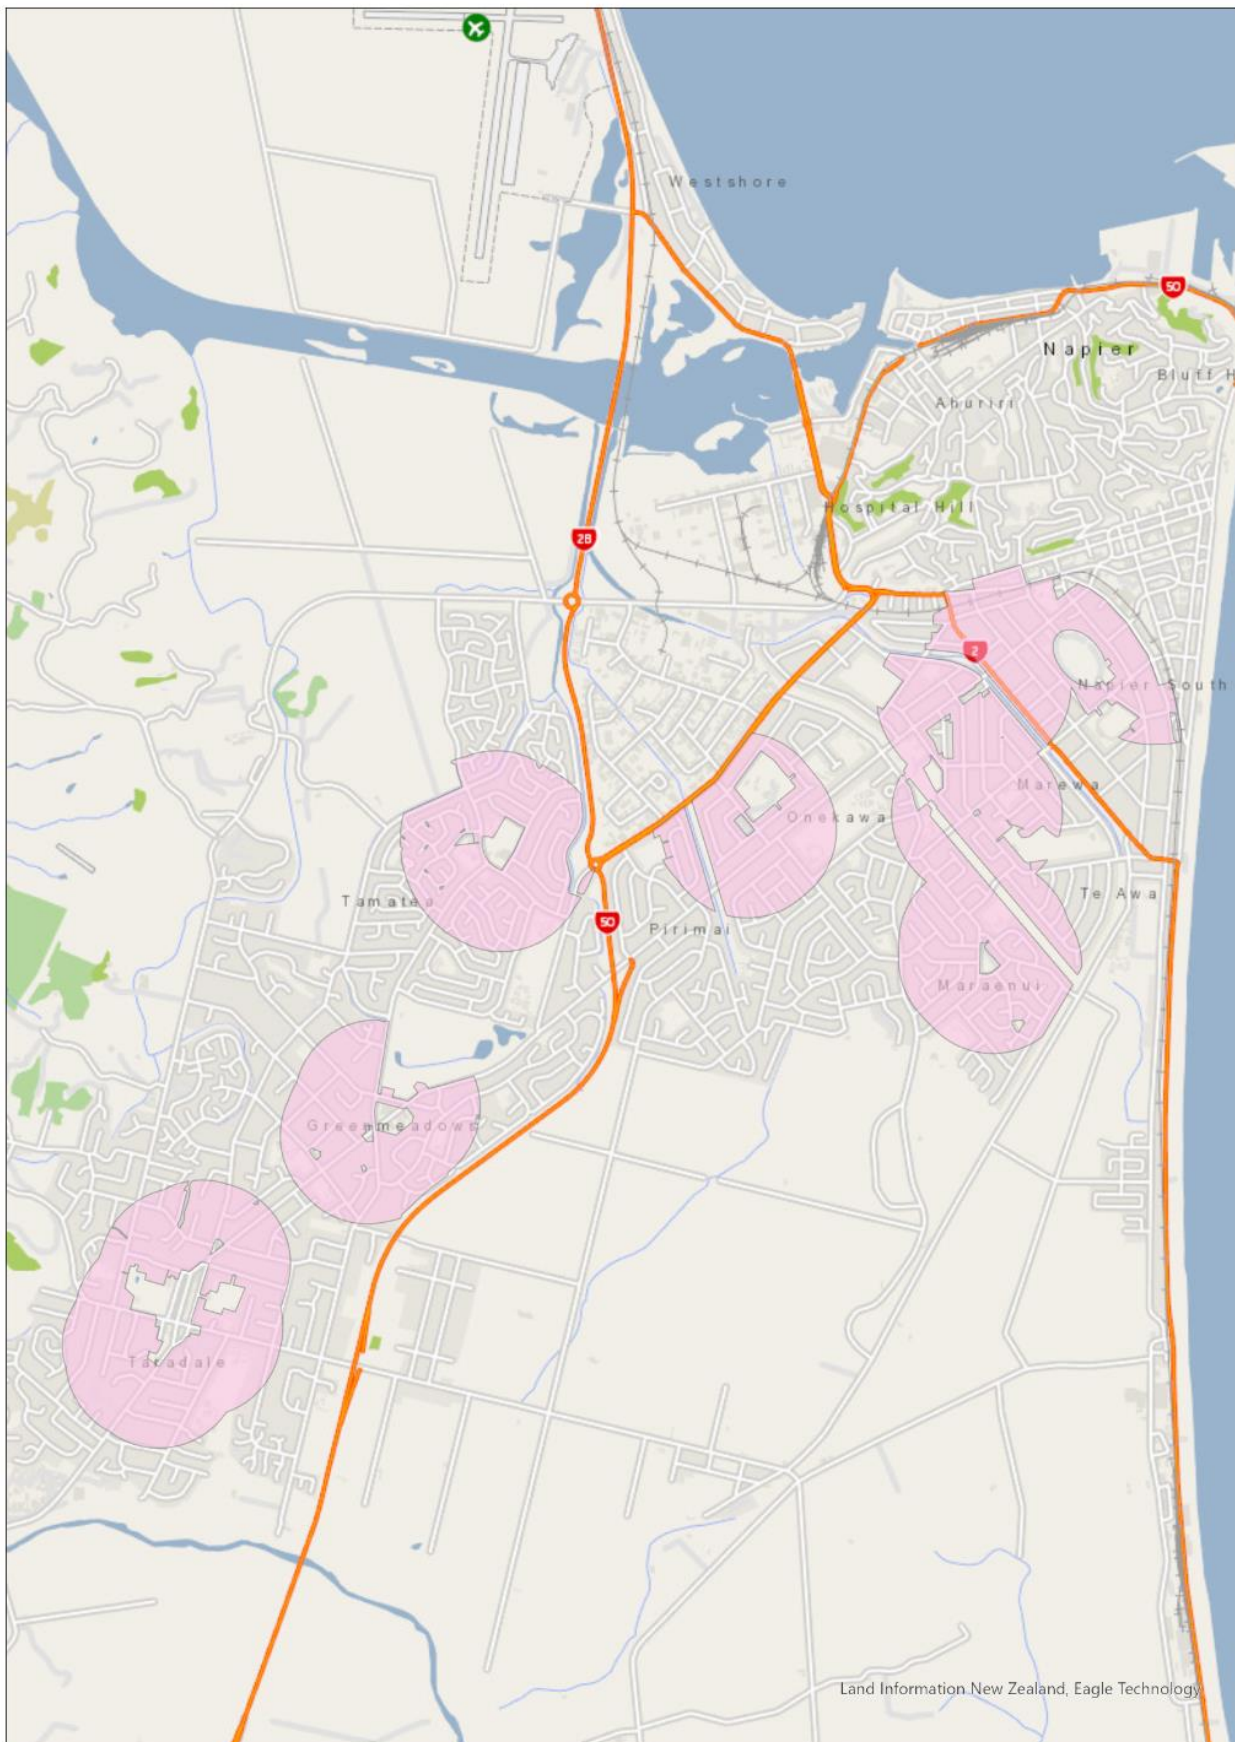 Westshore
50
Napier
Bluff H
Ahuriri
Hospital Hill
2B
2
Napier South
Marewa
Onekawa
Tamatea
Te Awa
50
Pirimai
Maraenui
Greenmeadows
Taradale
Land Information New Zealand, Eagle Technology